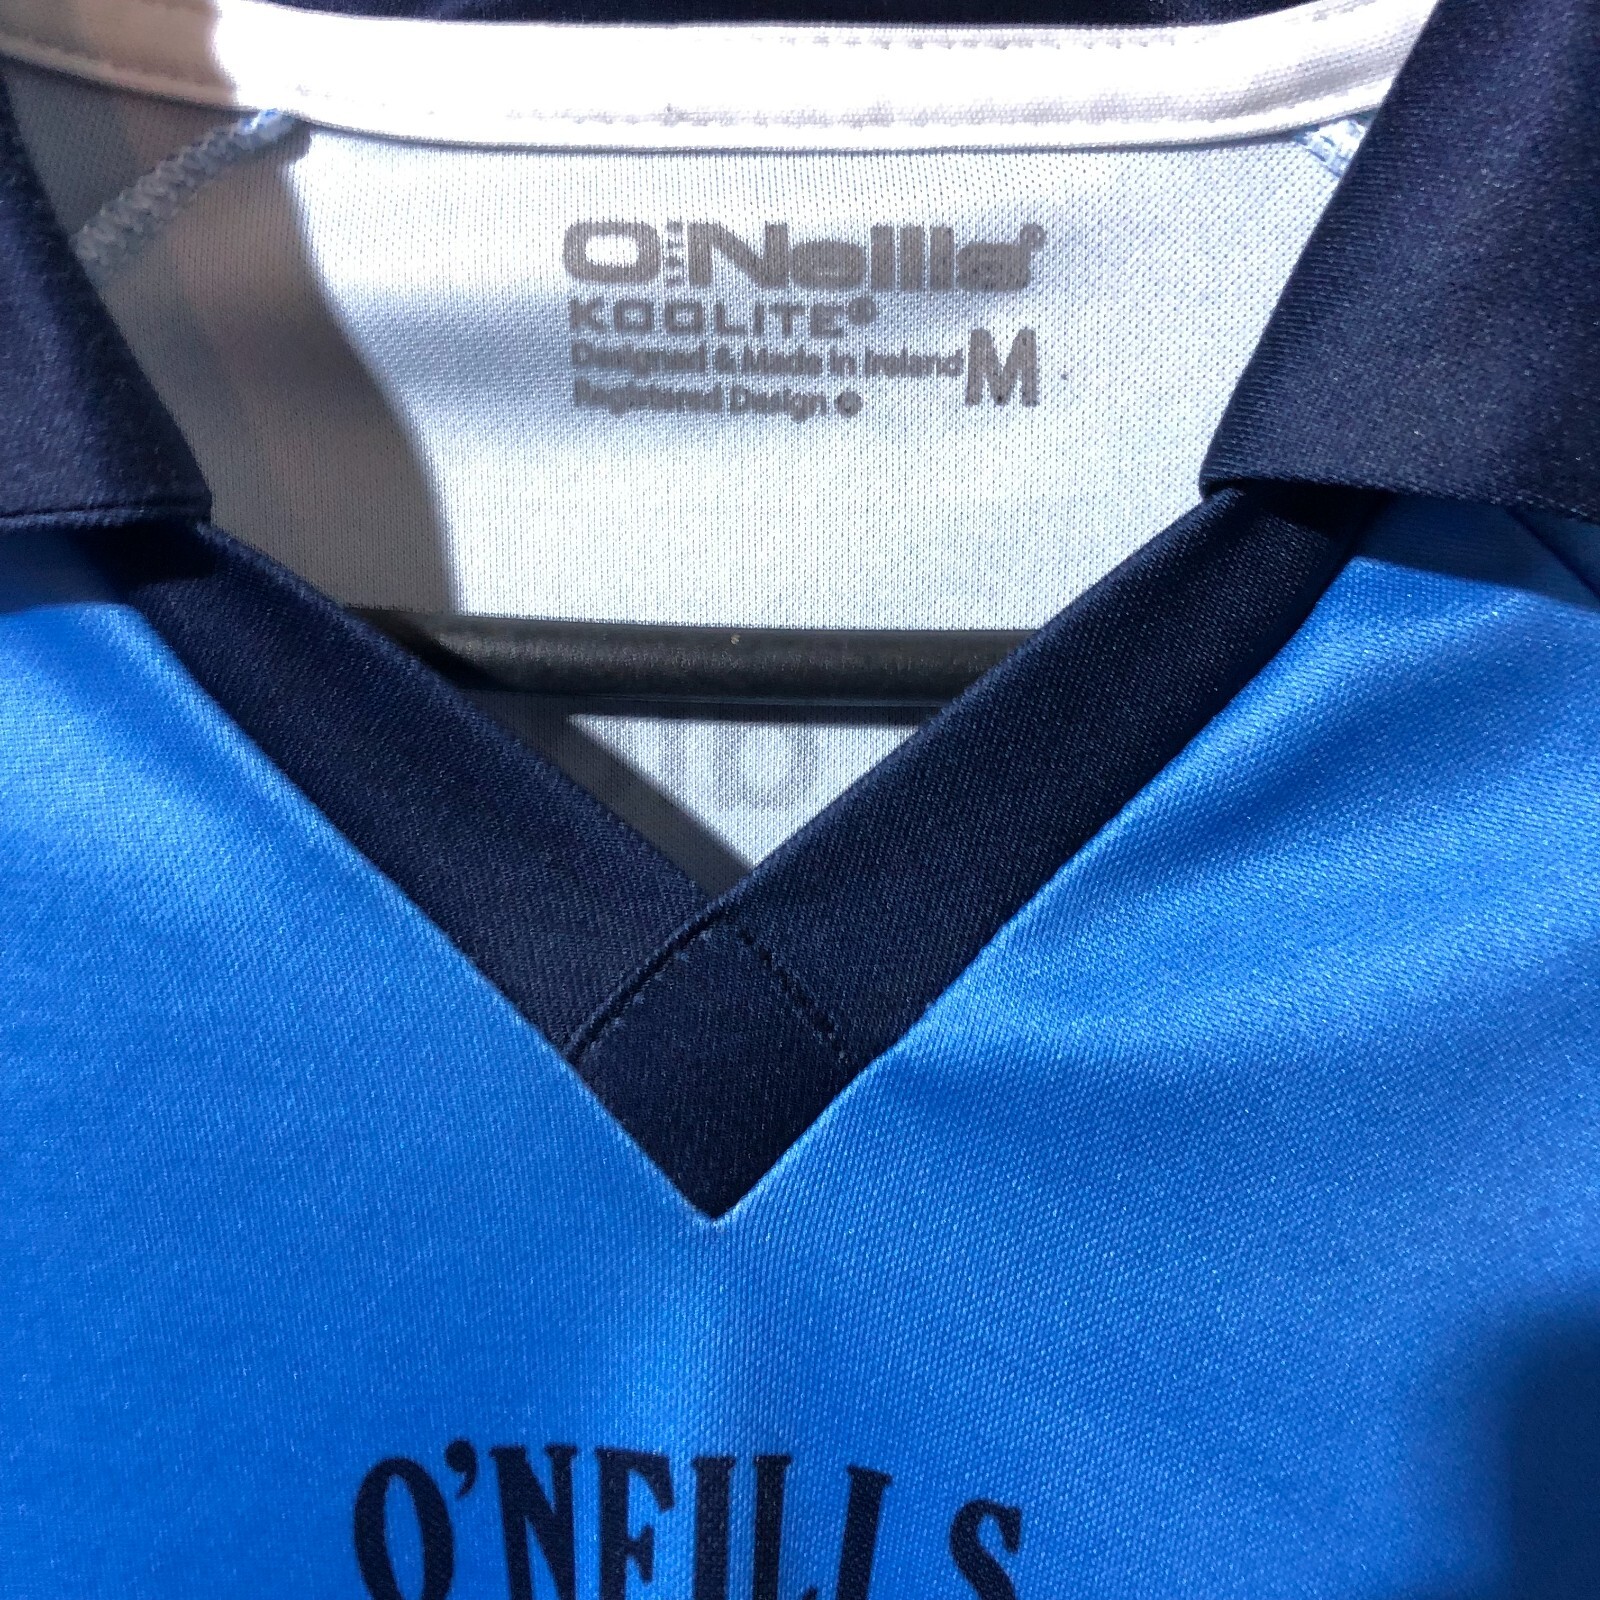 O'Neills®
KOOLITE®
Designed & Made in Ireland M
Registered Design
O'NEILLS